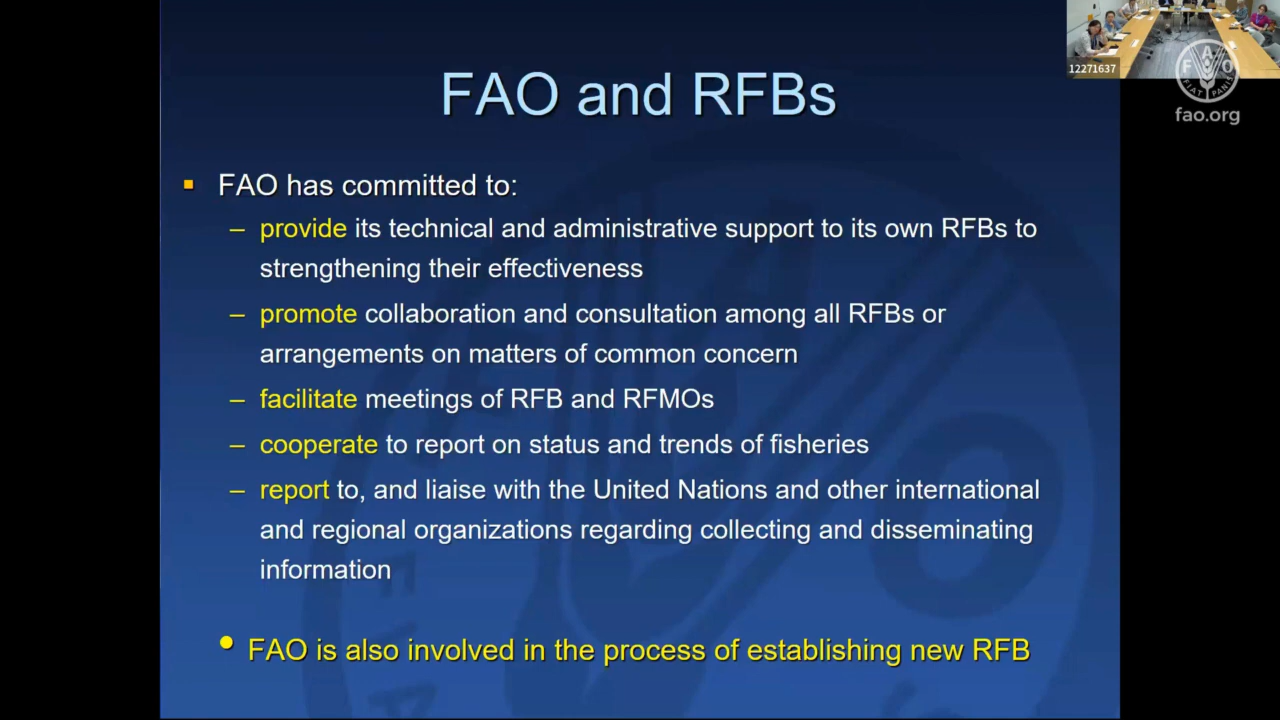 FAO and RFBs
12271637
F A O
FIAT PANIS
fao.org
▪ FAO has committed to:
– provide its technical and administrative support to its own RFBs to
strengthening their effectiveness
– promote collaboration and consultation among all RFBs or
arrangements on matters of common concern
– facilitate meetings of RFB and RFMOs
– cooperate to report on status and trends of fisheries
– report to, and liaise with the United Nations and other international
and regional organizations regarding collecting and disseminating
information
• FAO is also involved in the process of establishing new RFB